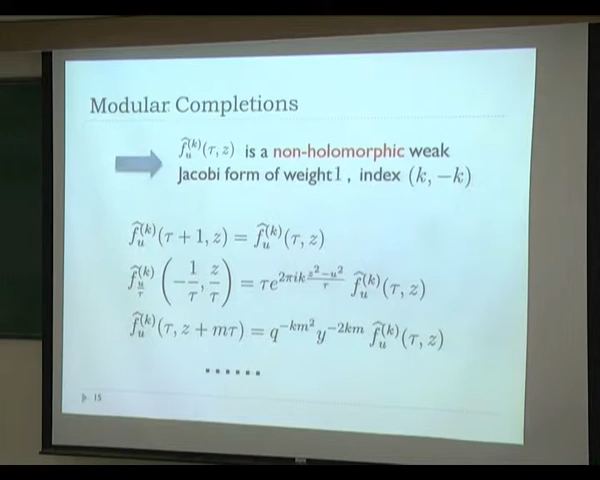 Modular Completions
$\widehat{f}_u^{(k)}(\tau, z)$ is a non-holomorphic weak
Jacobi form of weight 1 , index $(k, -k)$
$\widehat{f}_u^{(k)}(\tau + 1, z) = \widehat{f}_u^{(k)}(\tau, z)$
$\widehat{f}_{\frac{u}{\tau}}^{(k)}\left(-\frac{1}{\tau}, \frac{z}{\tau}\right) = \tau e^{2\pi i k \frac{z^2 - u^2}{\tau}} \widehat{f}_u^{(k)}(\tau, z)$
$\widehat{f}_u^{(k)}(\tau, z + m\tau) = q^{-km^2} y^{-2km} \widehat{f}_u^{(k)}(\tau, z)$
......
15